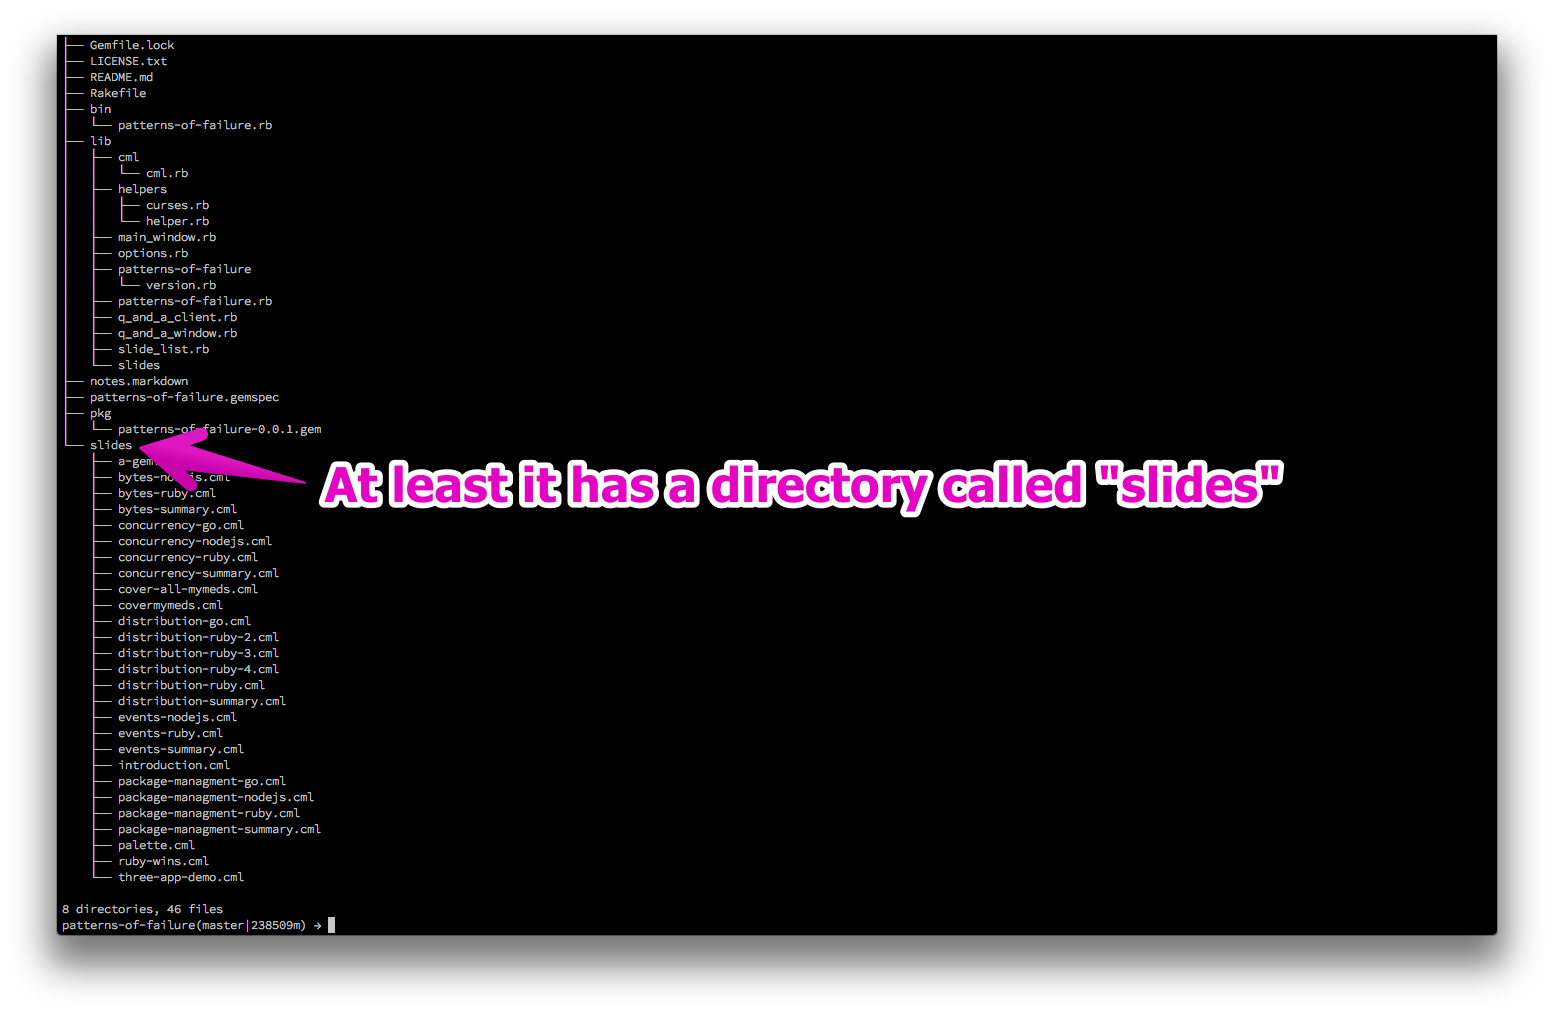 ├── Gemfile.lock
├── LICENSE.txt
├── README.md
├── Rakefile
├── bin
│   └── patterns-of-failure.rb
├── lib
│   ├── cml
│   │   └── cml.rb
│   ├── helpers
│   │   ├── curses.rb
│   │   └── helper.rb
│   ├── main_window.rb
│   ├── options.rb
│   ├── patterns-of-failure
│   │   └── version.rb
│   ├── patterns-of-failure.rb
│   ├── q_and_a_client.rb
│   ├── q_and_a_window.rb
│   ├── slide_list.rb
│   └── slides
├── notes.markdown
├── patterns-of-failure.gemspec
├── pkg
│   └── patterns-of-failure-0.0.1.gem
└── slides
    ├── 
    ├── bytes-nodejs.cml
    ├── bytes-ruby.cml
    ├── bytes-summary.cml
    ├── concurrency-go.cml
    ├── concurrency-nodejs.cml
    ├── concurrency-ruby.cml
    ├── concurrency-summary.cml
    ├── cover-all-mymeds.cml
    ├── covermymeds.cml
    ├── distribution-go.cml
    ├── distribution-ruby-2.cml
    ├── distribution-ruby-3.cml
    ├── distribution-ruby-4.cml
    ├── distribution-ruby.cml
    ├── distribution-summary.cml
    ├── events-nodejs.cml
    ├── events-ruby.cml
    ├── events-summary.cml
    ├── introduction.cml
    ├── package-managment-go.cml
    ├── package-managment-nodejs.cml
    ├── package-managment-ruby.cml
    ├── package-managment-summary.cml
    ├── palette.cml
    ├── ruby-wins.cml
    └── three-app-demo.cml
8 directories, 46 files
patterns-of-failure(master|238509m) →
At least it has a directory called "slides"